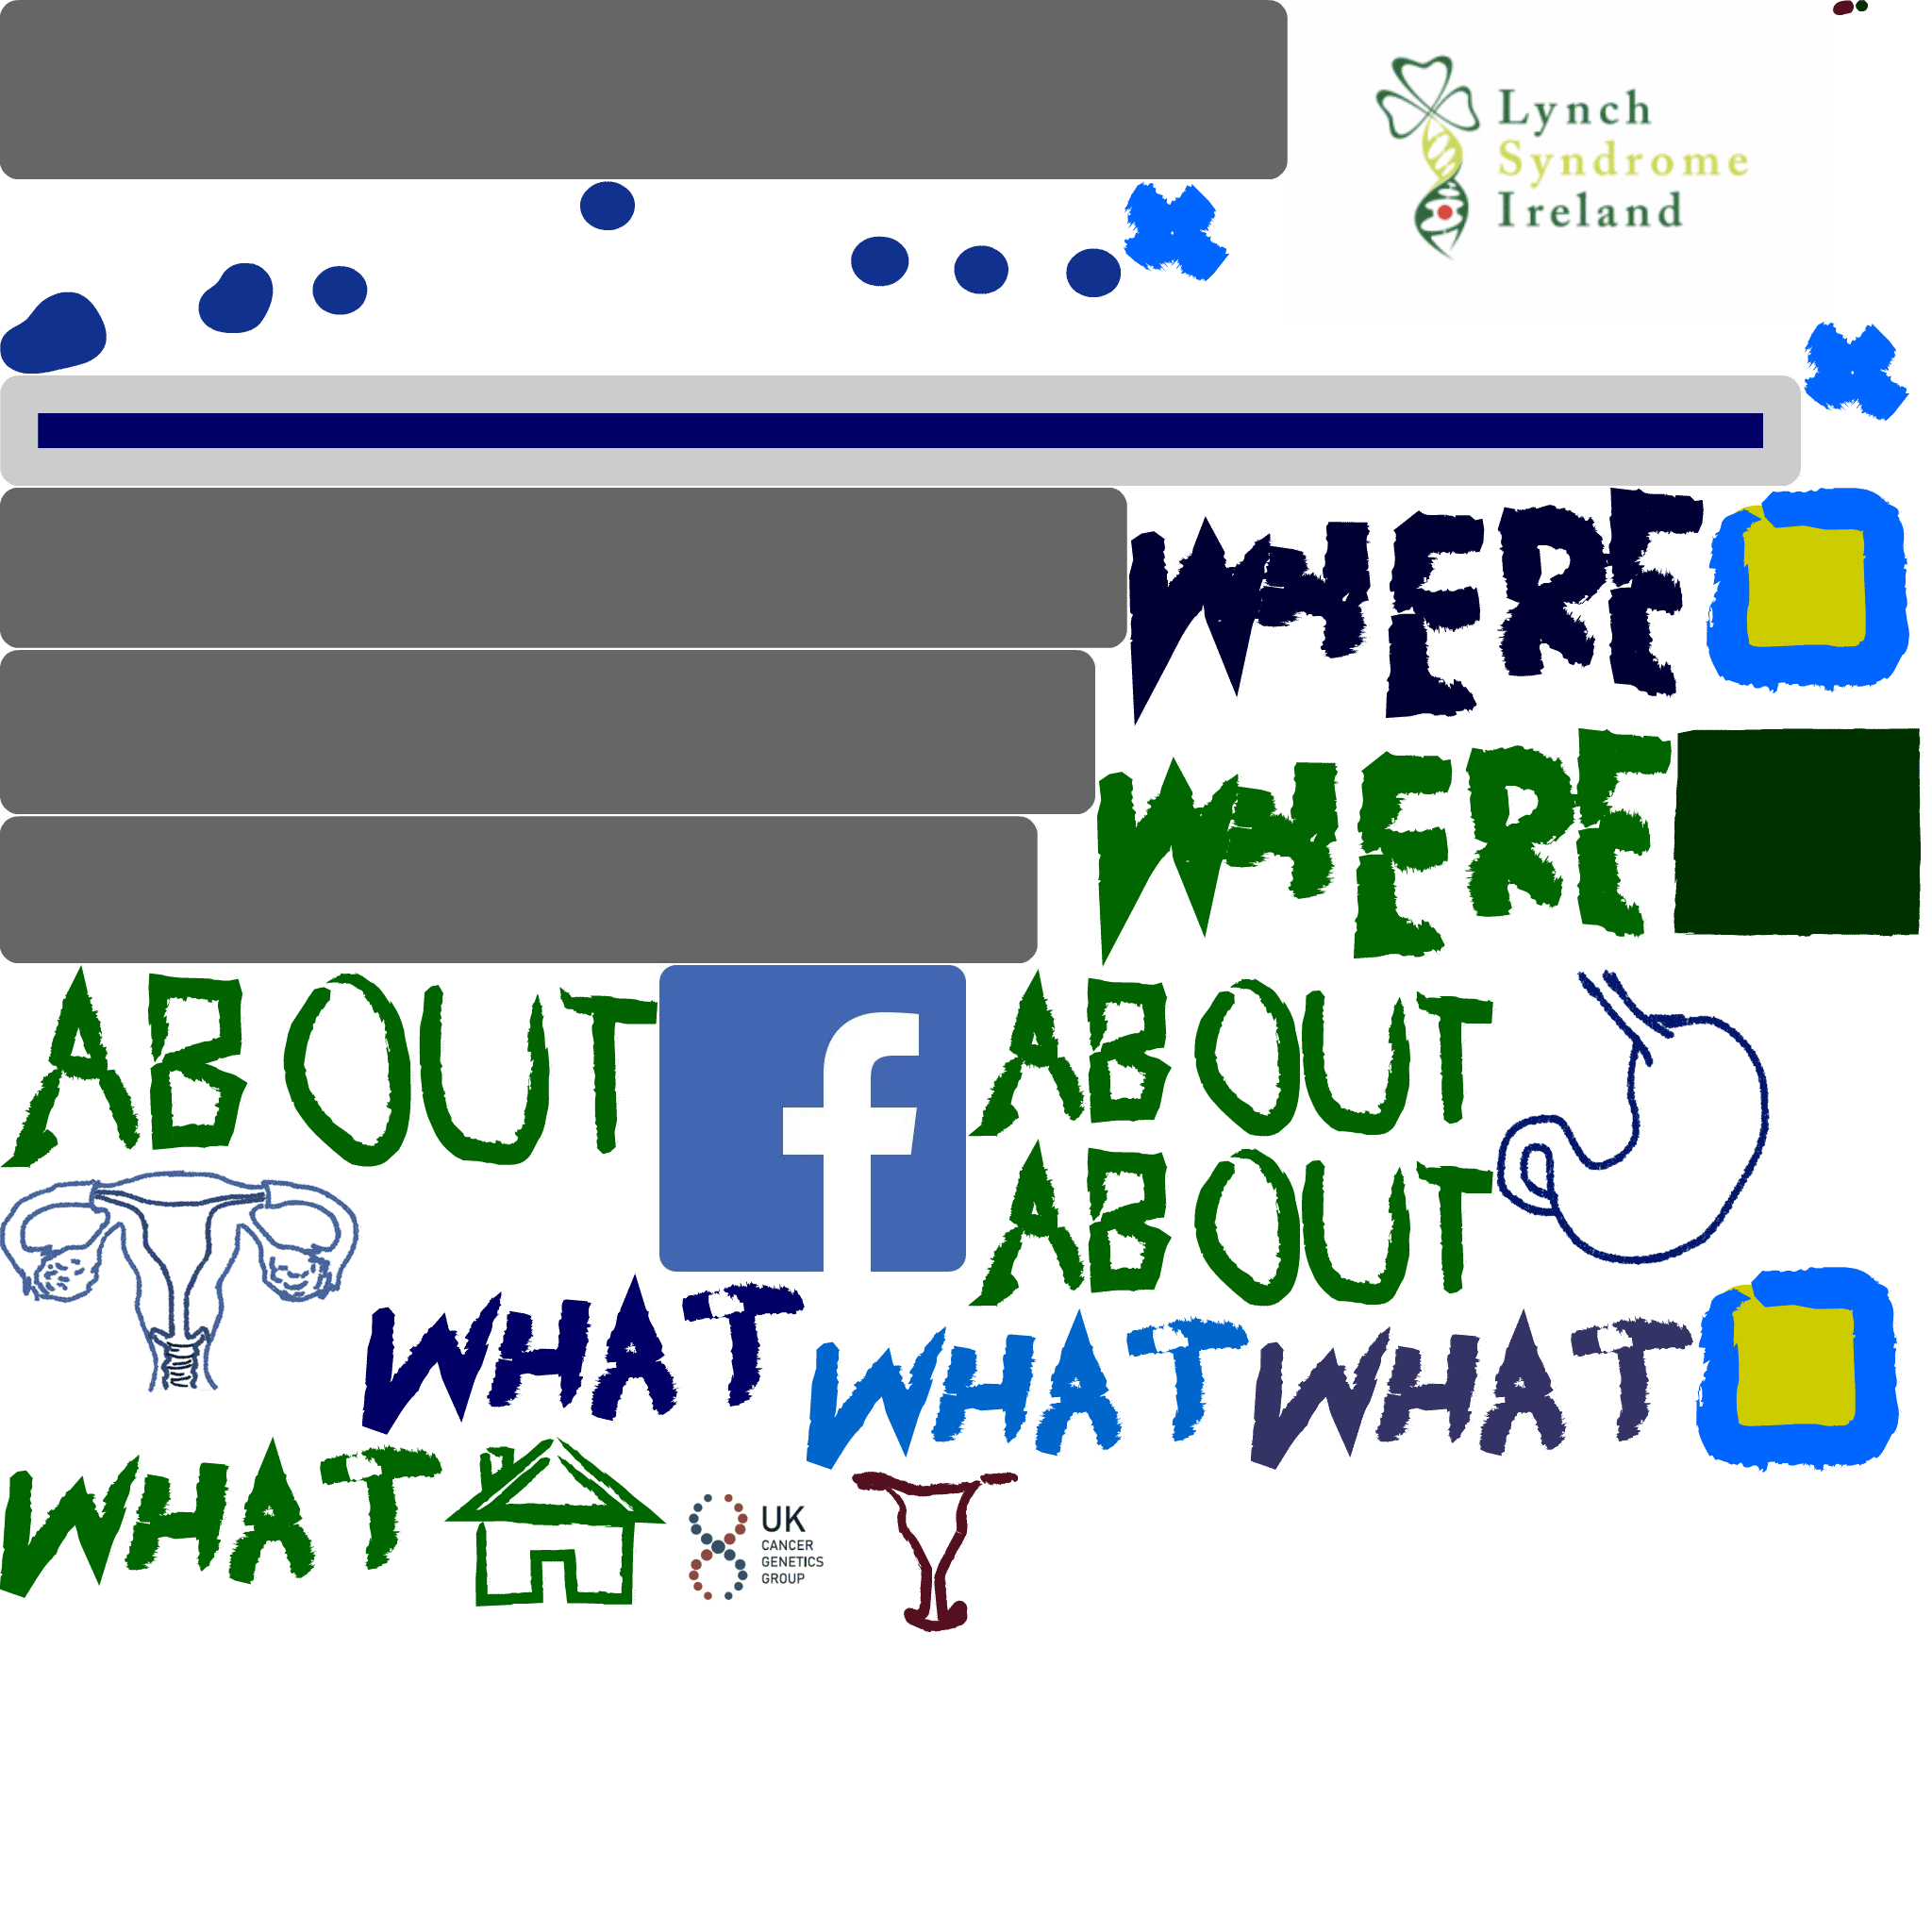 Lynch
Syndrome
Ireland
WHERE
WHERE
ABOUT
ABOUT
ABOUT
WHAT
WHAT
WHAT
WHAT
UK
CANCER
GENETICS
GROUP